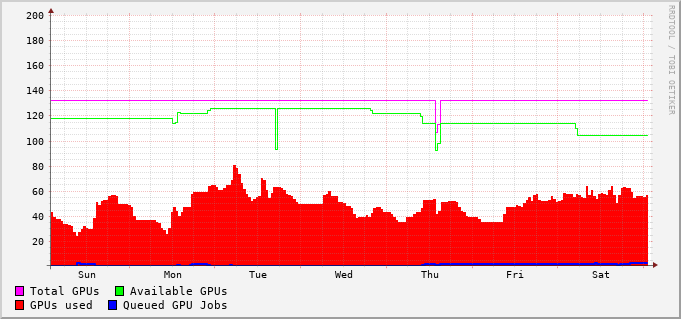 200
180
160
140
120
100
80
60
40
20
Sun Mon Tue Wed Thu Fri Sat
Total GPUs Available GPUs
GPUs used Queued GPU Jobs
RRDTOOL / TOBI OETIKER